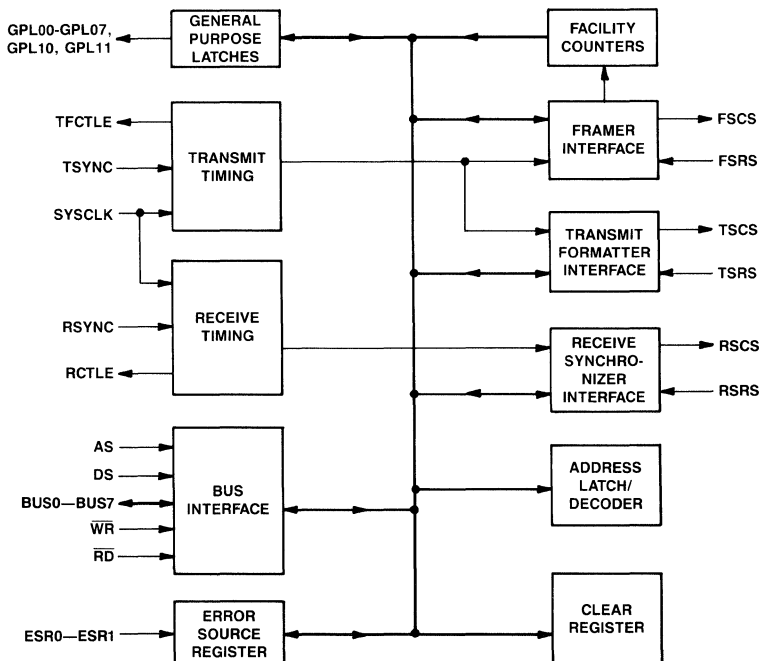 GPL00-GPL07,
GPL10, GPL11
GENERAL
PURPOSE
LATCHES
FACILITY
COUNTERS
TFCTLE
TSYNC
SYSCLK
TRANSMIT
TIMING
FRAMER
INTERFACE
FSCS
FSRS
TRANSMIT
FORMATTER
INTERFACE
TSCS
TSRS
RSYNC
RCTLE
RECEIVE
TIMING
RECEIVE
SYNCHRO-
NIZER
INTERFACE
RSCS
RSRS
AS
DS
BUS0—BUS7
WR
RD
BUS
INTERFACE
ADDRESS
LATCH/
DECODER
ESR0—ESR1
ERROR
SOURCE
REGISTER
CLEAR
REGISTER